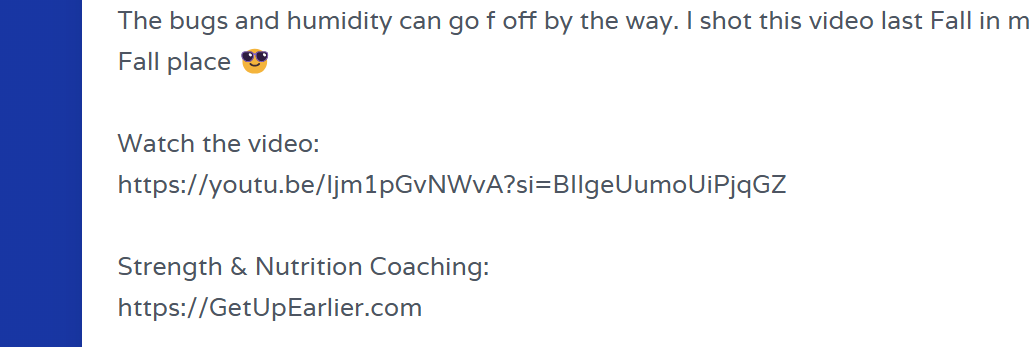 The bugs and humidity can go f off by the way. I shot this video last Fall in m
Fall place 😎
Watch the video:
https://youtu.be/Ijm1pGvNWvA?si=BIIgeUumoUiPjqGZ
Strength & Nutrition Coaching:
https://GetUpEarlier.com